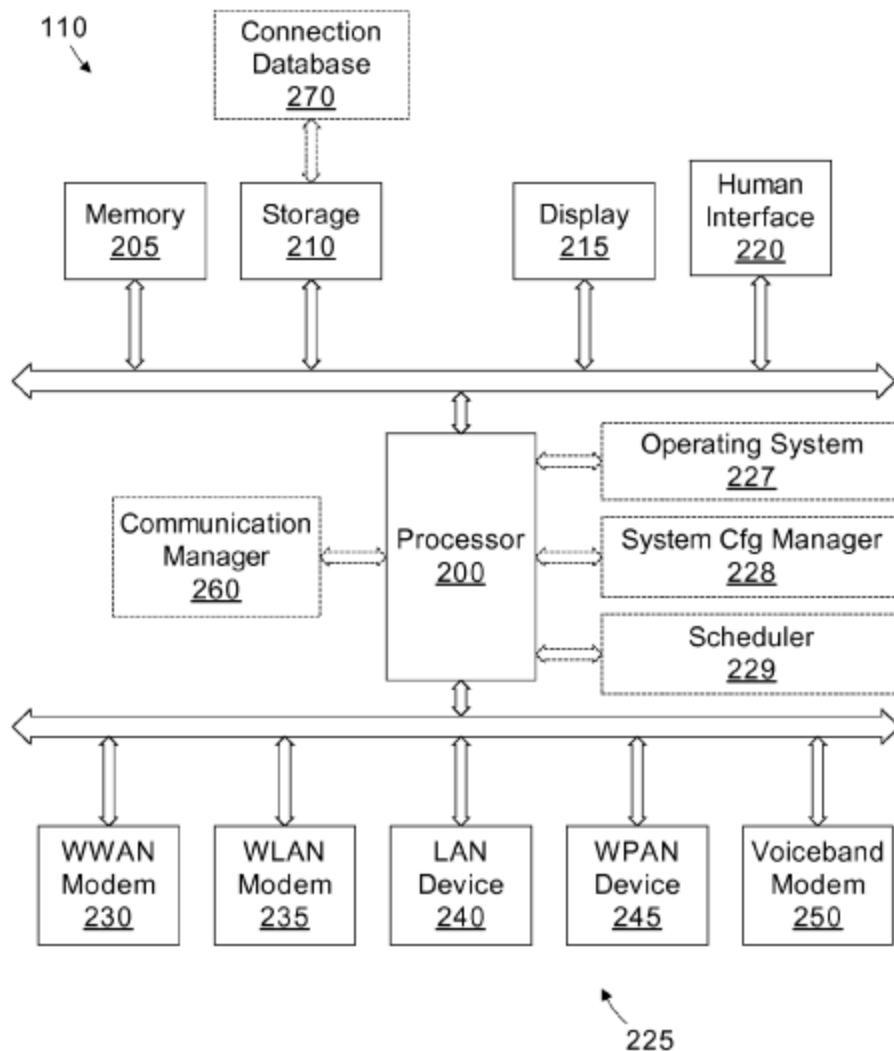 110
Connection
Database
270
Memory
205
Storage
210
Display
215
Human
Interface
220
Operating System
227
Communication
Manager
260
Processor
200
System Cfg Manager
228
Scheduler
229
WWAN
Modem
230
WLAN
Modem
235
LAN
Device
240
WPAN
Device
245
Voiceband
Modem
250
225